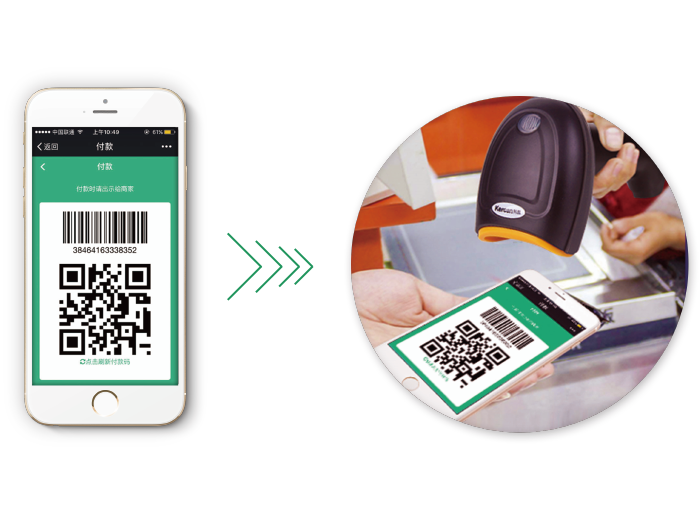 中国联通 上午10:49 61%
返回 付款
付款
付款时请出示给商家
38464163338352
点击刷新付款码